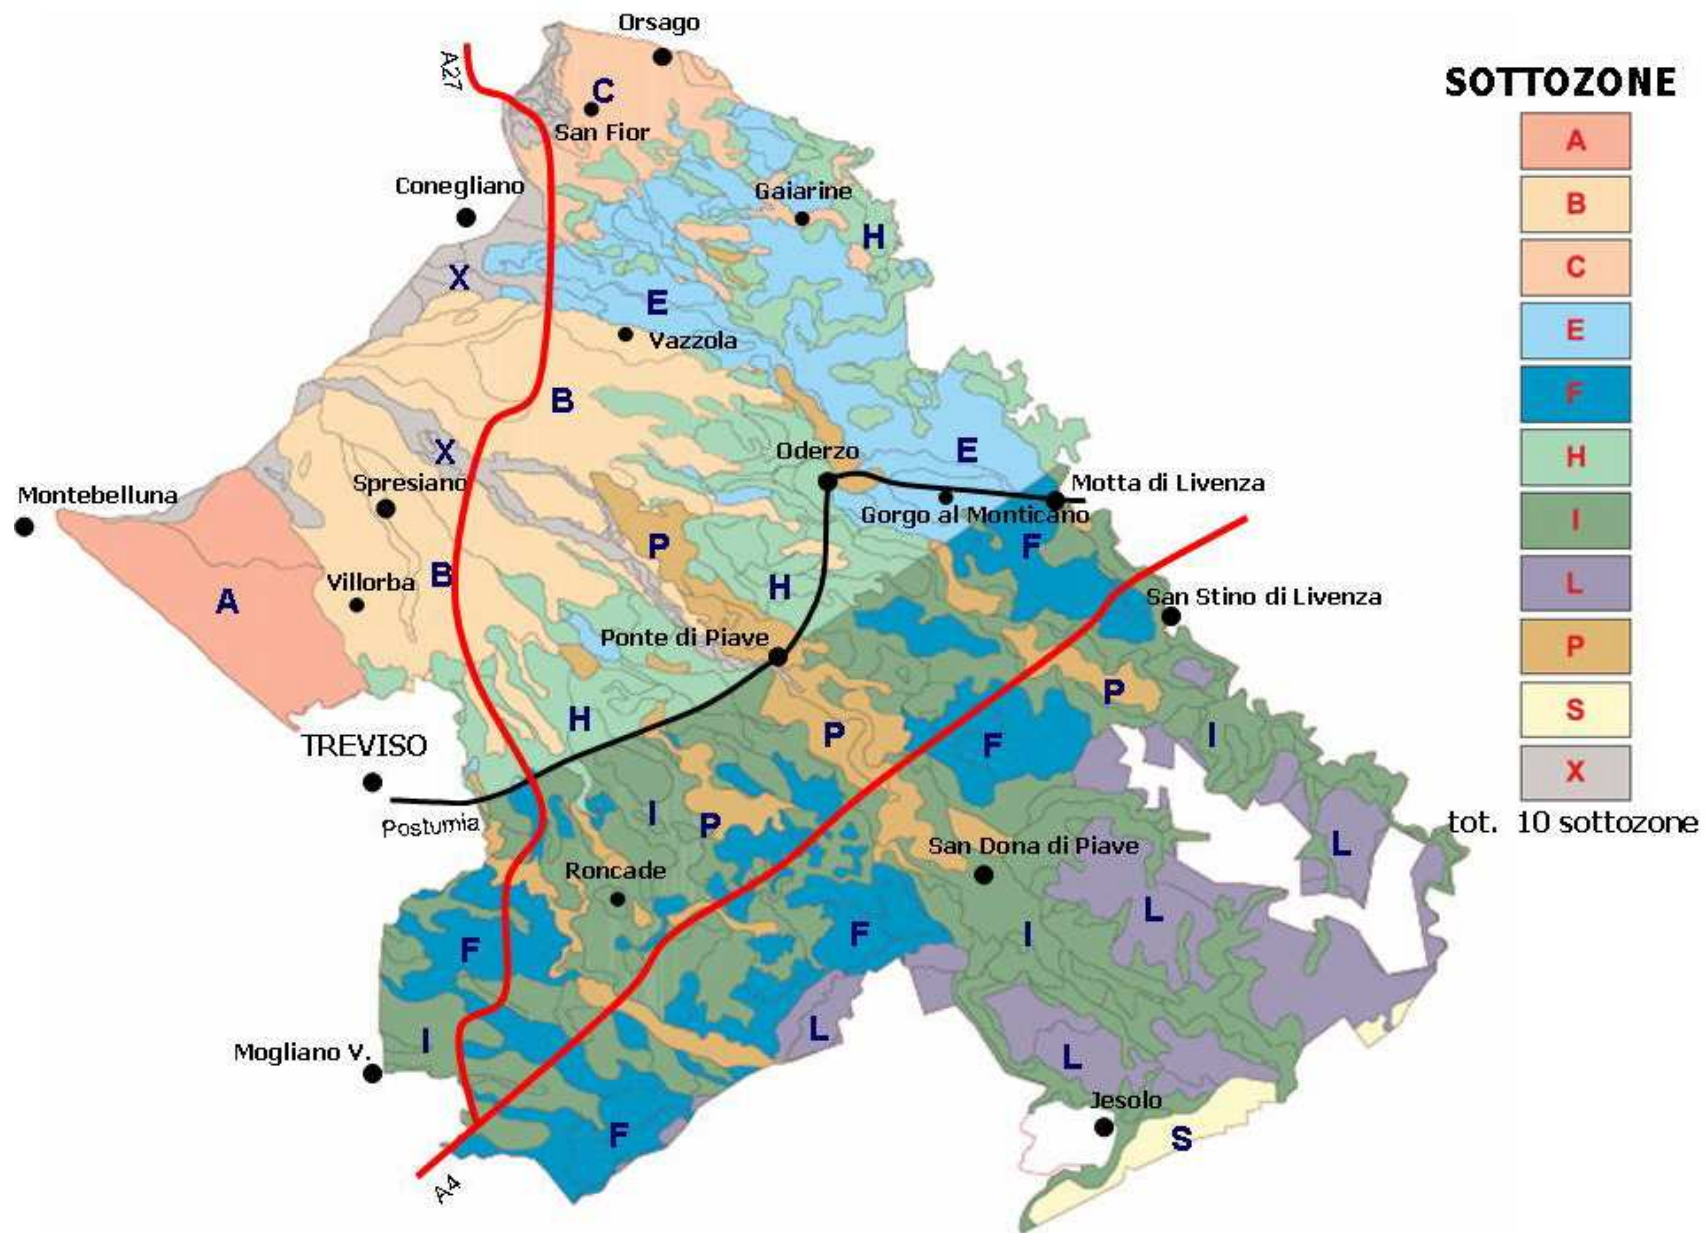 Orsago
A27
SOTTOZONE
C
San Fior
A
Conegliano
Gaiarine
B
H
X
C
E
Vazzola
E
B
F
X
Oderzo
E
H
Montebelluna
Spresiano
Motta di Livenza
Gorgo al Monticano
I
P
F
B
Villorba
H
L
A
San Stino di Livenza
Ponte di Piave
P
P
H
P
I
S
TREVISO
F
X
Postumia
I
P
tot. 10 sottozone
San Dona di Piave
L
Roncade
L
F
F
I
L
Mogliano V.
I
L
Jesolo
F
S
A4